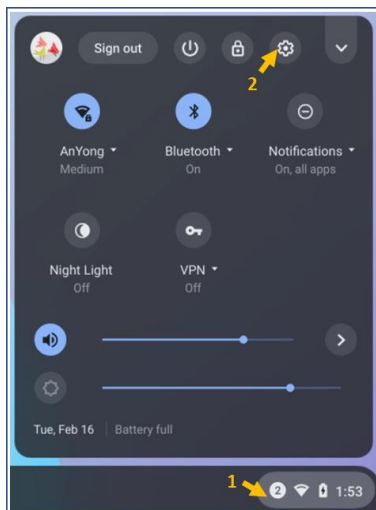 Sign out
2
AnYong Bluetooth Notifications
Medium On On, all apps
Night Light VPN
Off Off
Tue, Feb 16 Battery full
1 2 1:53